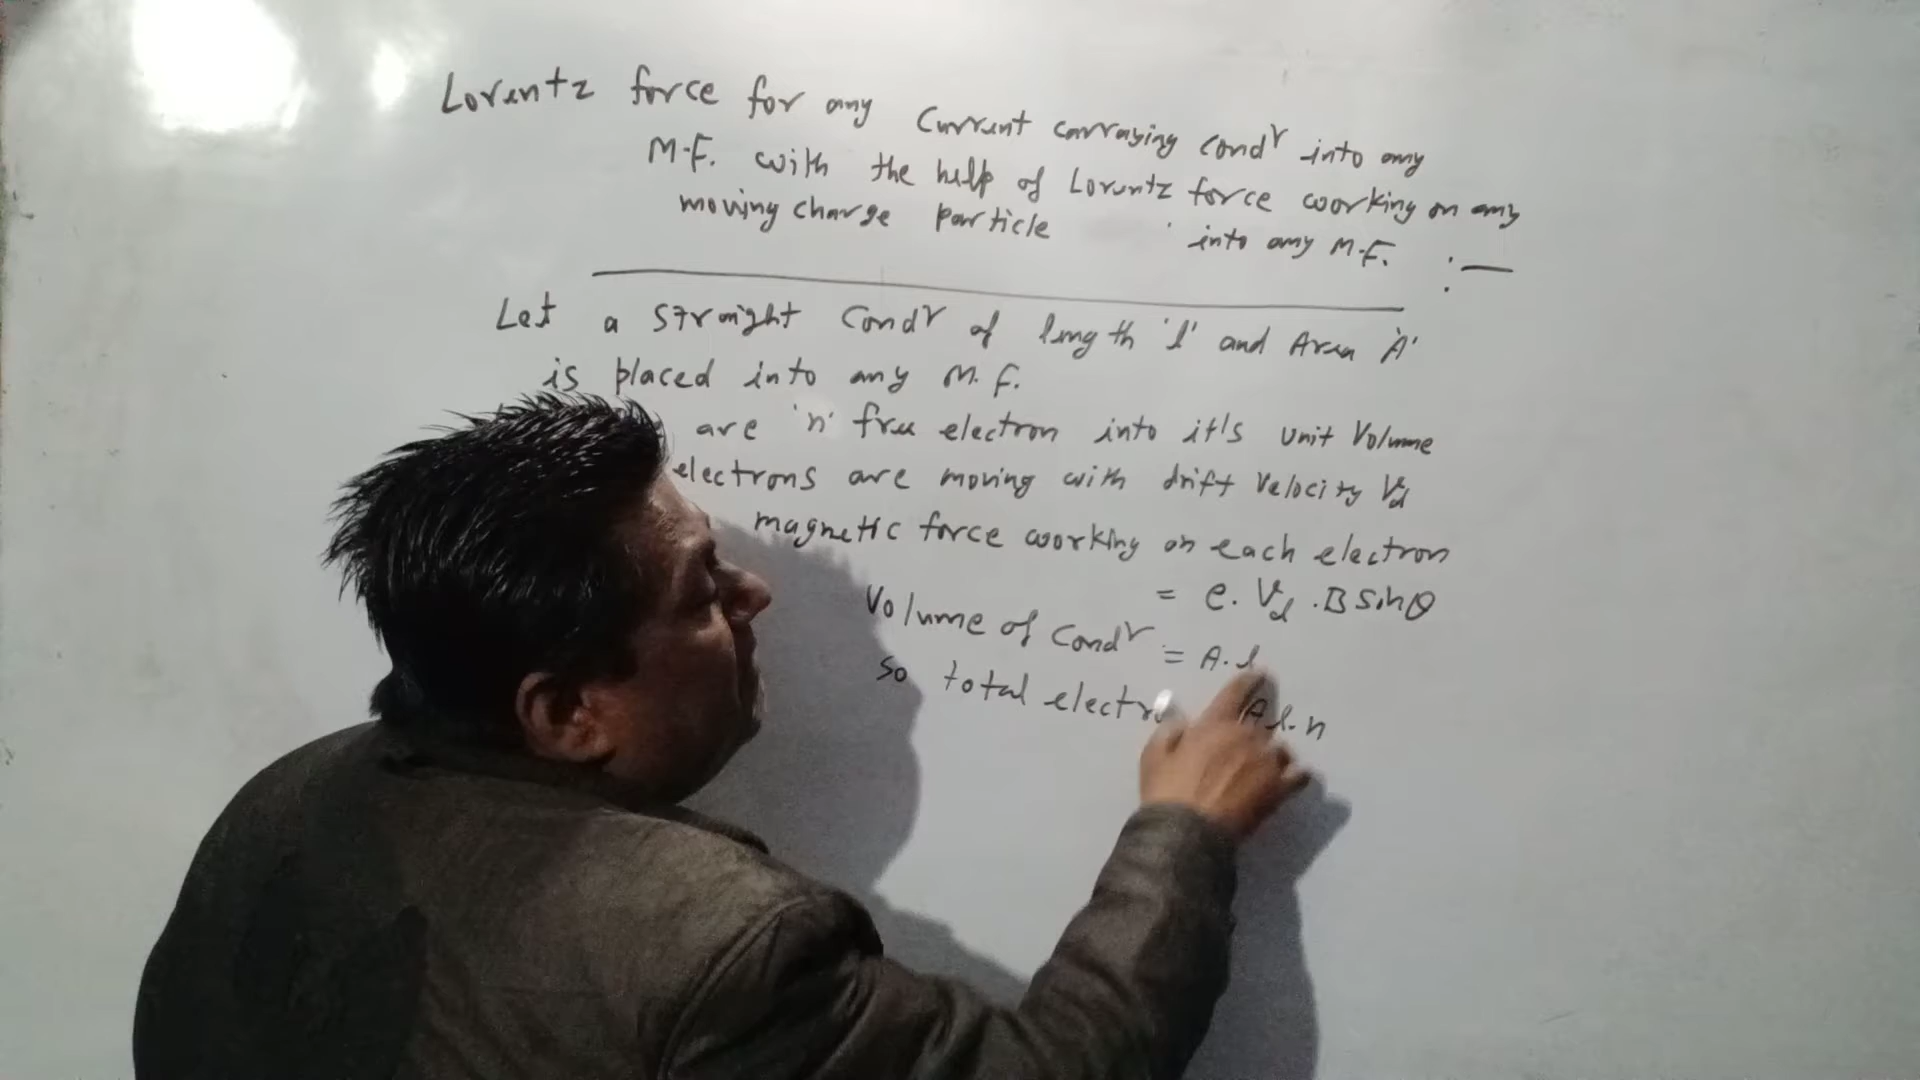 Lorentz force for any Current carraying Condr into any
M.F. with the help of Lorentz force working on any
moving charge particle into any M.F. :—
Let a straight Condr of length 'l' and Area 'A'
is placed into any M.F.
are 'n' free electron into it's unit Volume
electrons are moving with drift Velocity Vd
magnetic force working on each electron
= e. Vd .B sinθ
Volume of Condr = A.l
so total electro Al.n